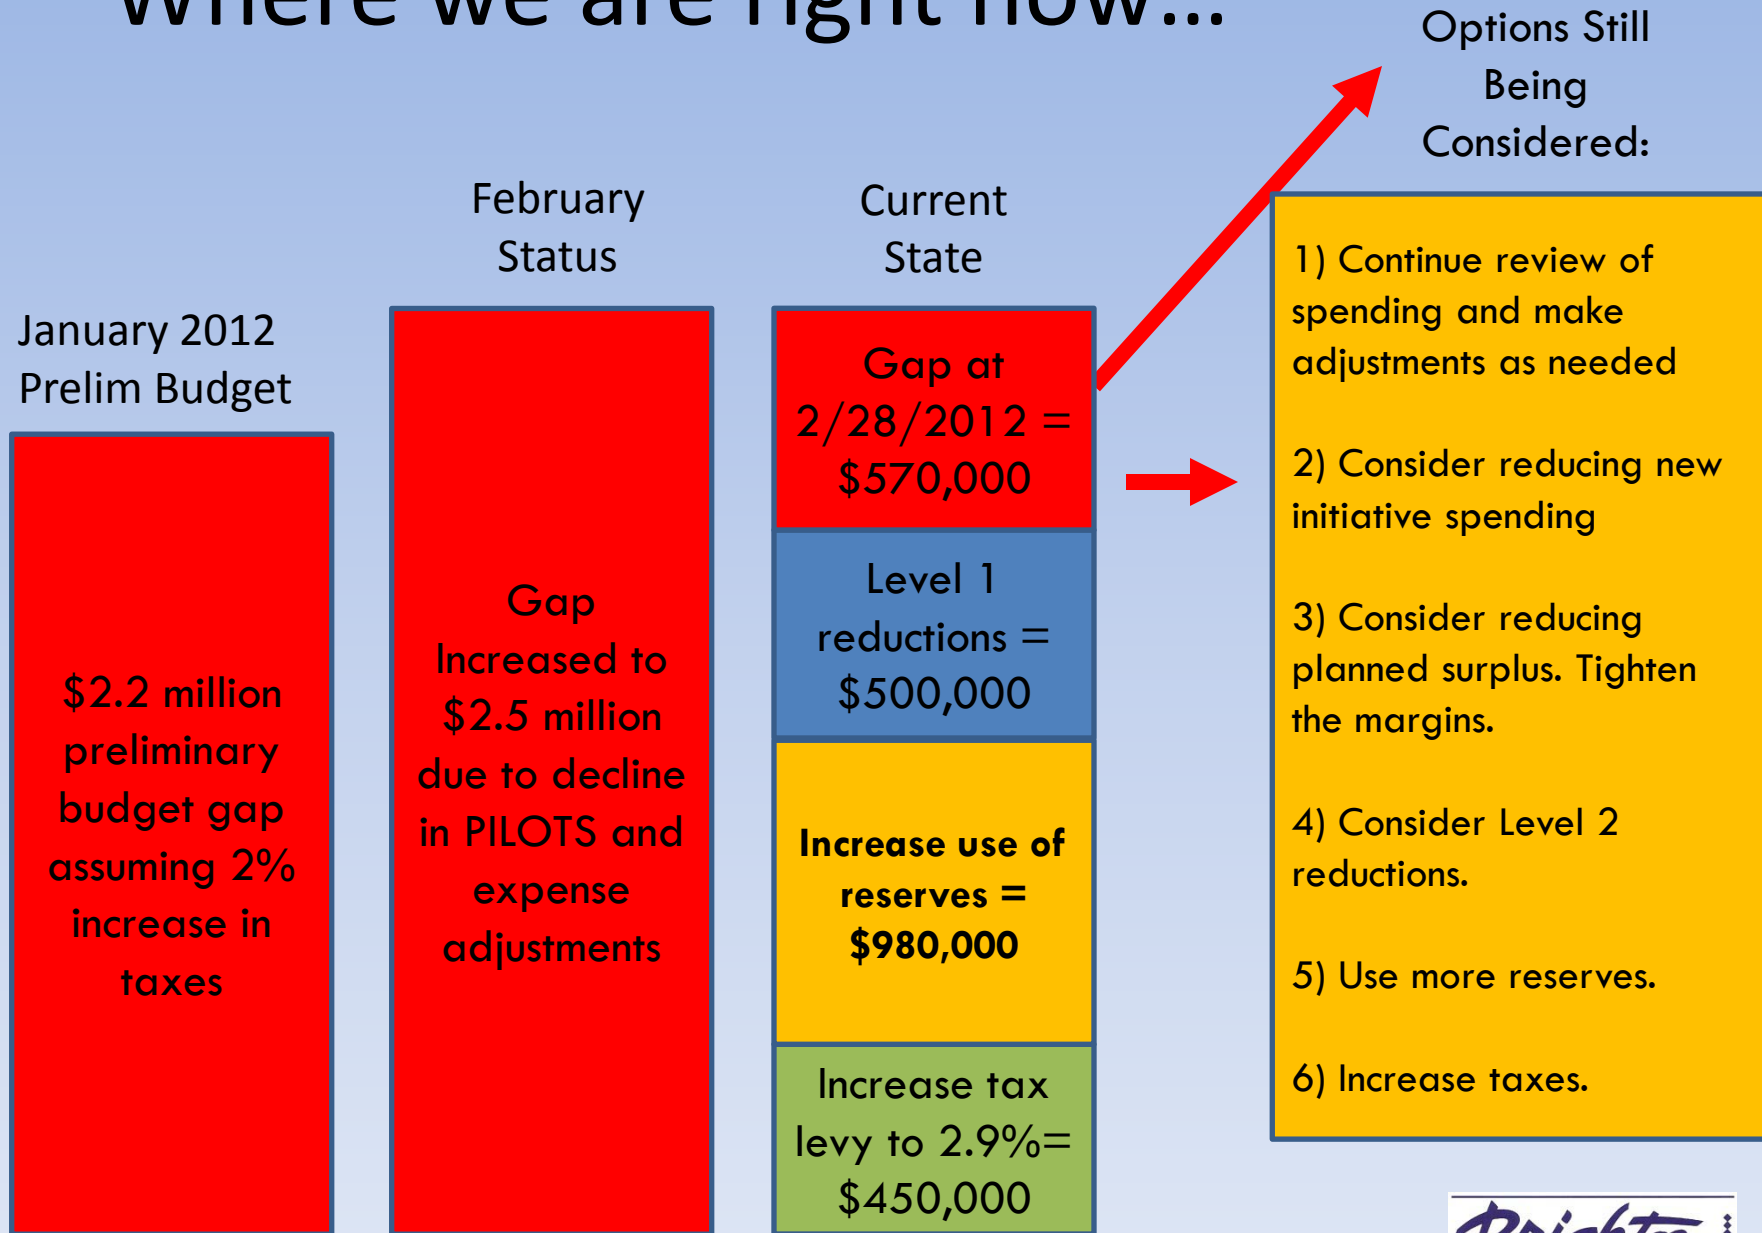 Where we are right now...
Options Still
Being
Considered:
January 2012
Prelim Budget
$2.2 million
preliminary
budget gap
assuming 2%
increase in
taxes
February
Status
Gap
Increased to
$2.5 million
due to decline
in PILOTS and
expense
adjustments
Current
State
Gap at
2/28/2012 =
$570,000
Level 1
reductions =
$500,000
Increase use of
reserves =
$980,000
Increase tax
levy to 2.9%=
$450,000
1) Continue review of
spending and make
adjustments as needed
2) Consider reducing new
initiative spending
3) Consider reducing
planned surplus. Tighten
the margins.
4) Consider Level 2
reductions.
5) Use more reserves.
6) Increase taxes.